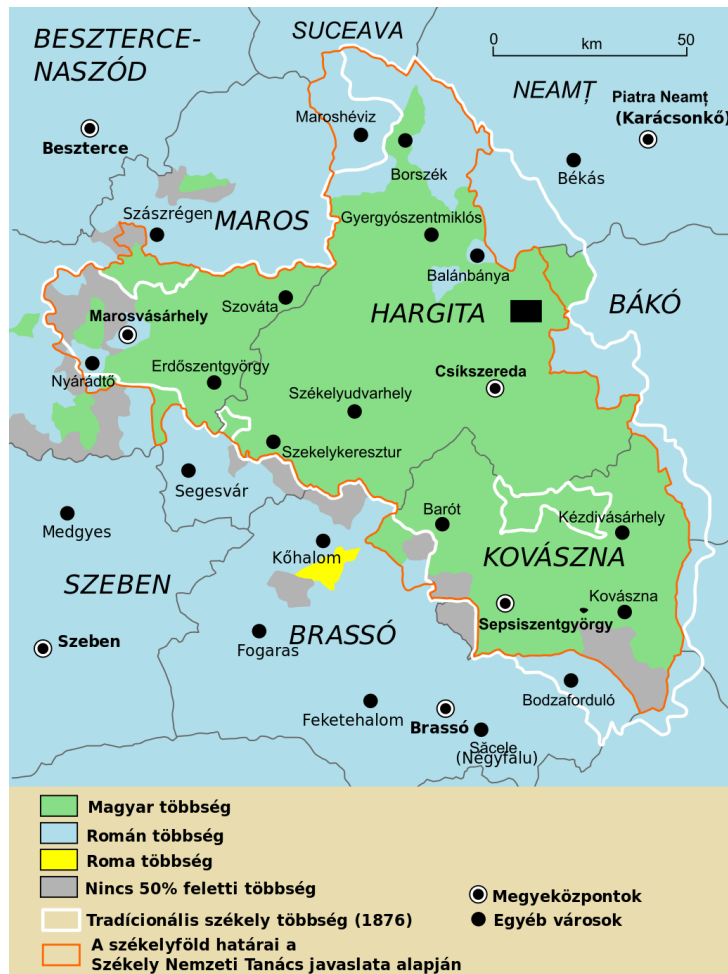 SUCEAVA
BESZTERCE-
NASZÓD
0
50
km
NEAMȚ
Piatra Neamț
(Karácsonkő)
Maroshéviz
Beszterce
Borszék
Békás
Szászrégen
MAROS
Gyergyószentmiklós
Balánbánya
Szováta
HARGITA
BÁKÓ
Marosvásárhely
Nyárádtő
Erdőszentgyörgy
Csíkszereda
Székelyudvarhely
Szekelykeresztur
Segesvár
Barót
Kézdivásárhely
Medgyes
Kőhalom
KOVÁSZNA
SZEBEN
Kovászna
Sepsiszentgyörgy
Szeben
BRASSÓ
Fogaras
Bodzaforduló
Feketehalom
Brassó
Săcele
(Négyfalu)
Magyar többség
Román többség
Roma többség
Nincs 50% feletti többség
Megyeközpontok
Tradícionális székely többség (1876)
Egyéb városok
A székelyföld határai a
Székely Nemzeti Tanács javaslata alapján